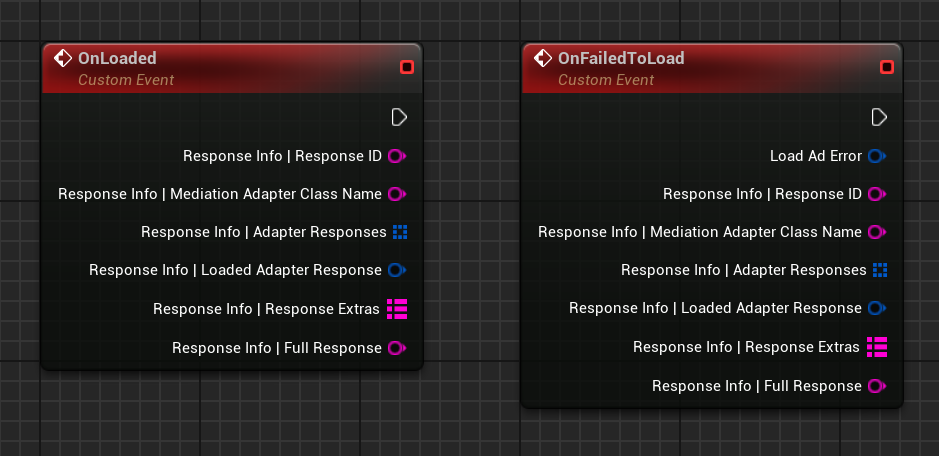 OnLoaded
Custom Event
Response Info | Response ID
Response Info | Mediation Adapter Class Name
Response Info | Adapter Responses
Response Info | Loaded Adapter Response
Response Info | Response Extras
Response Info | Full Response
OnFailedToLoad
Custom Event
Load Ad Error
Response Info | Response ID
Response Info | Mediation Adapter Class Name
Response Info | Adapter Responses
Response Info | Loaded Adapter Response
Response Info | Response Extras
Response Info | Full Response